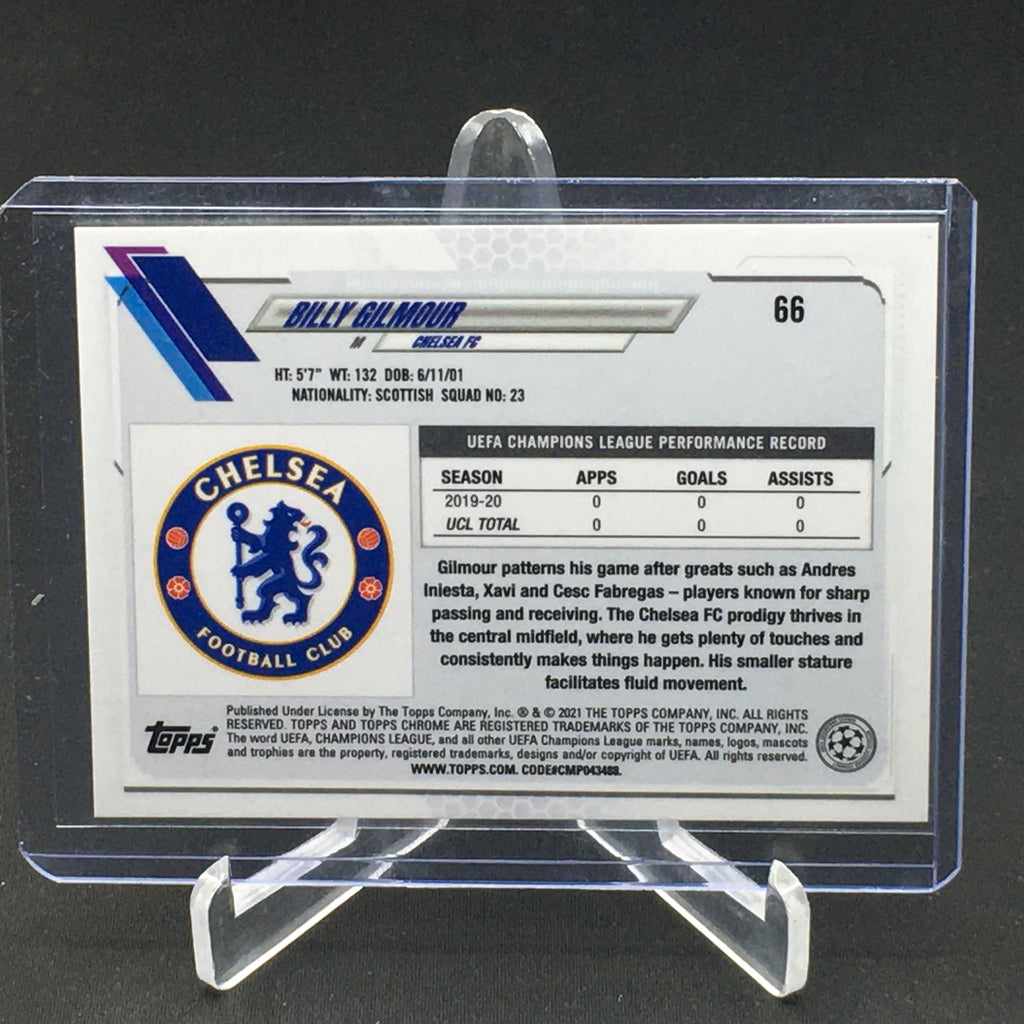 BILLY GILMOUR
66
M CHELSEA FC
HT: 5'7" WT: 132 DOB: 6/11/01
NATIONALITY: SCOTTISH SQUAD NO: 23
CHELSEA
FOOTBALL CLUB
UEFA CHAMPIONS LEAGUE PERFORMANCE RECORD
SEASON APPS GOALS ASSISTS
2019-20 0 0 0
UCL TOTAL 0 0 0
Gilmour patterns his game after greats such as Andres
Iniesta, Xavi and Cesc Fabregas – players known for sharp
passing and receiving. The Chelsea FC prodigy thrives in
the central midfield, where he gets plenty of touches and
consistently makes things happen. His smaller stature
facilitates fluid movement.
Topps
Published Under License by The Topps Company, Inc. ® & © 2021 THE TOPPS COMPANY, INC. ALL RIGHTS
RESERVED. TOPPS AND TOPPS CHROME ARE REGISTERED TRADEMARKS OF THE TOPPS COMPANY, INC.
The word UEFA, CHAMPIONS LEAGUE, and all other UEFA Champions League marks, names, logos, mascots
and trophies are the property, registered trademarks, designs and/or copyright of UEFA. All rights reserved.
WWW.TOPPS.COM. CODE#CMP043488.